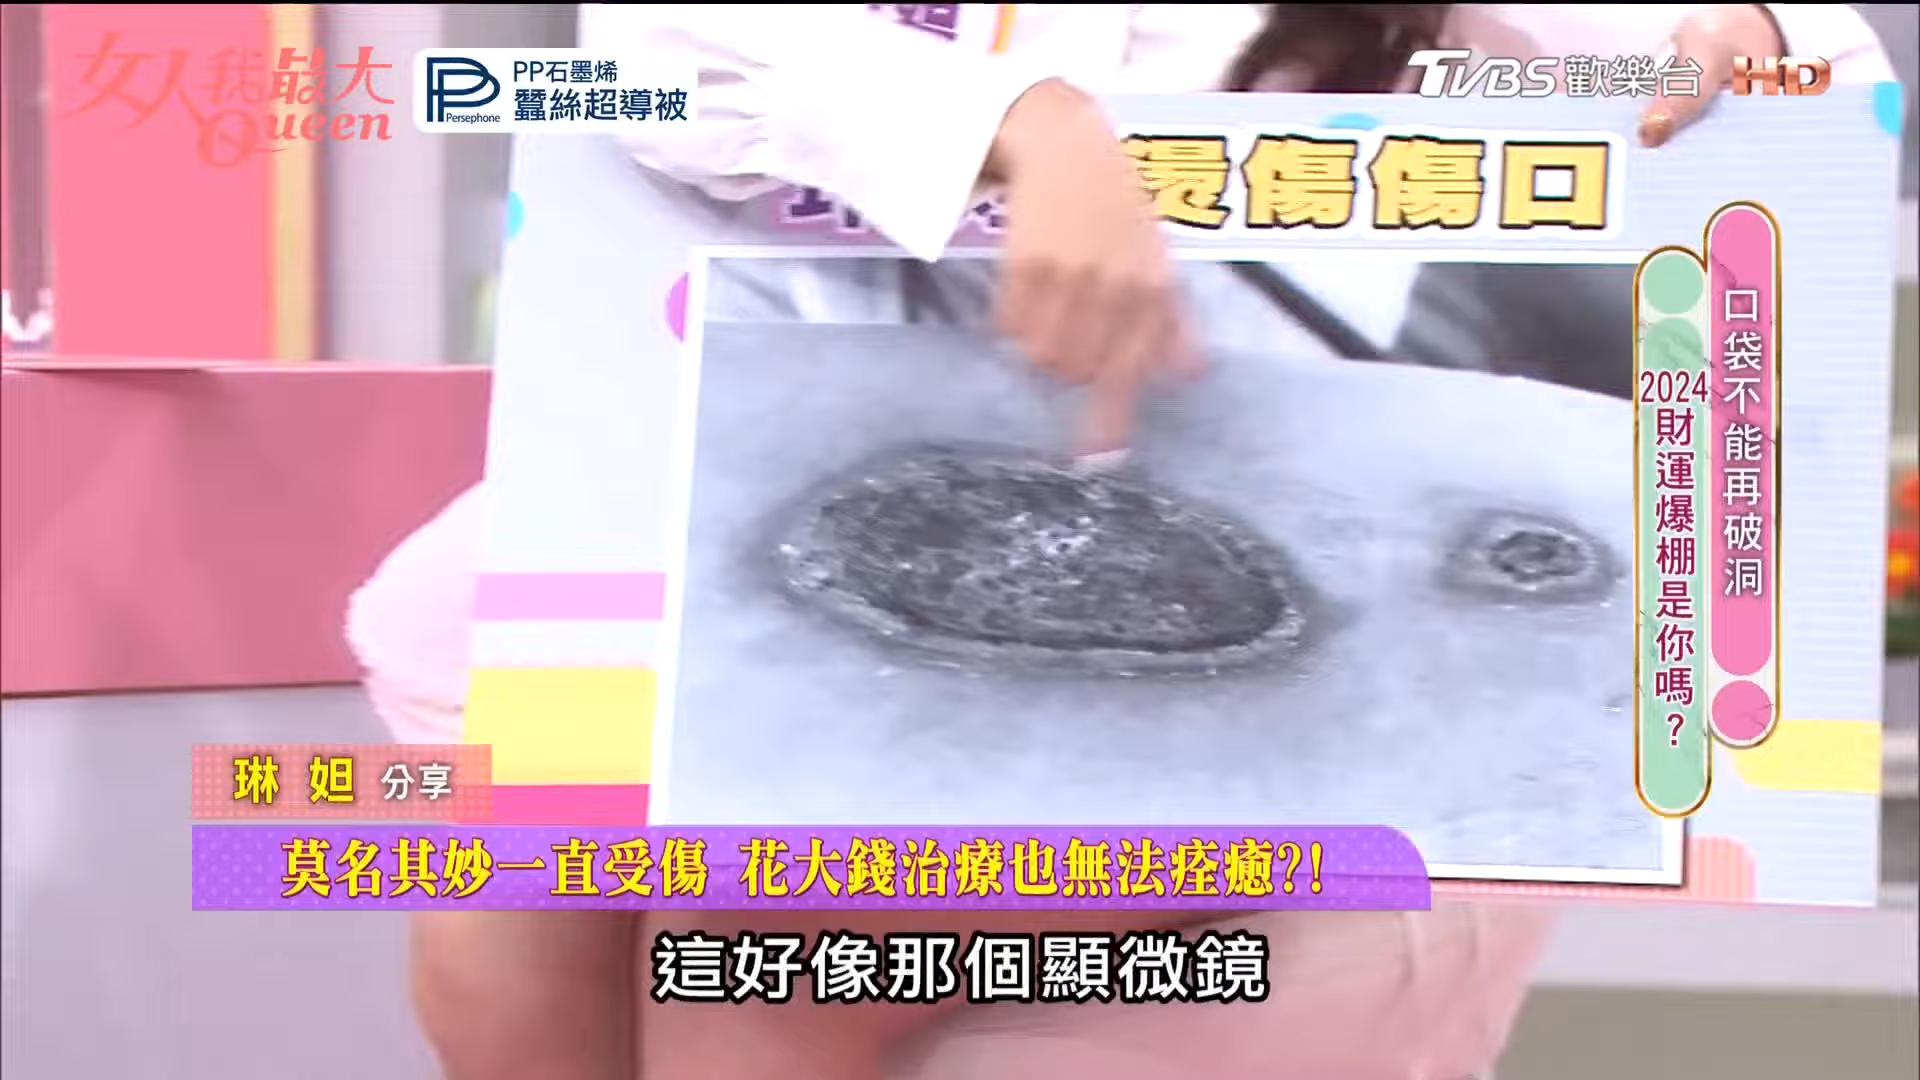 女人我最大
Queen
PP石墨烯
蠶絲超導被
Persephone
TVBS歡樂台 HD
燙傷傷口
口袋不能再破洞
2024財運爆棚是你嗎?
琳妲 分享
莫名其妙一直受傷 花大錢治療也無法痊癒?!
這好像那個顯微鏡